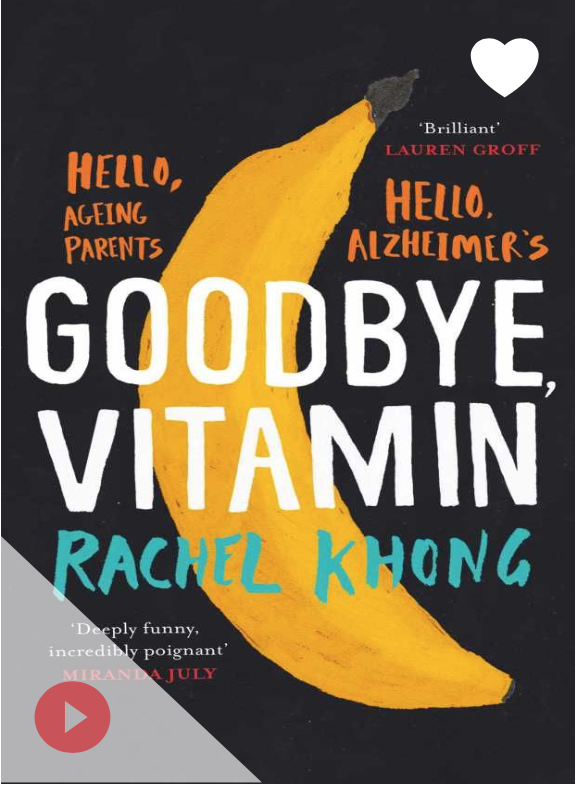 ‘Brilliant’
LAUREN GROFF
HELLO,
AGEING
PARENTS
HELLO,
ALZHEIMER'S
GOODBYE,
VITAMIN
RACHEL KHONG
‘Deeply funny,
incredibly poignant’
MIRANDA JULY